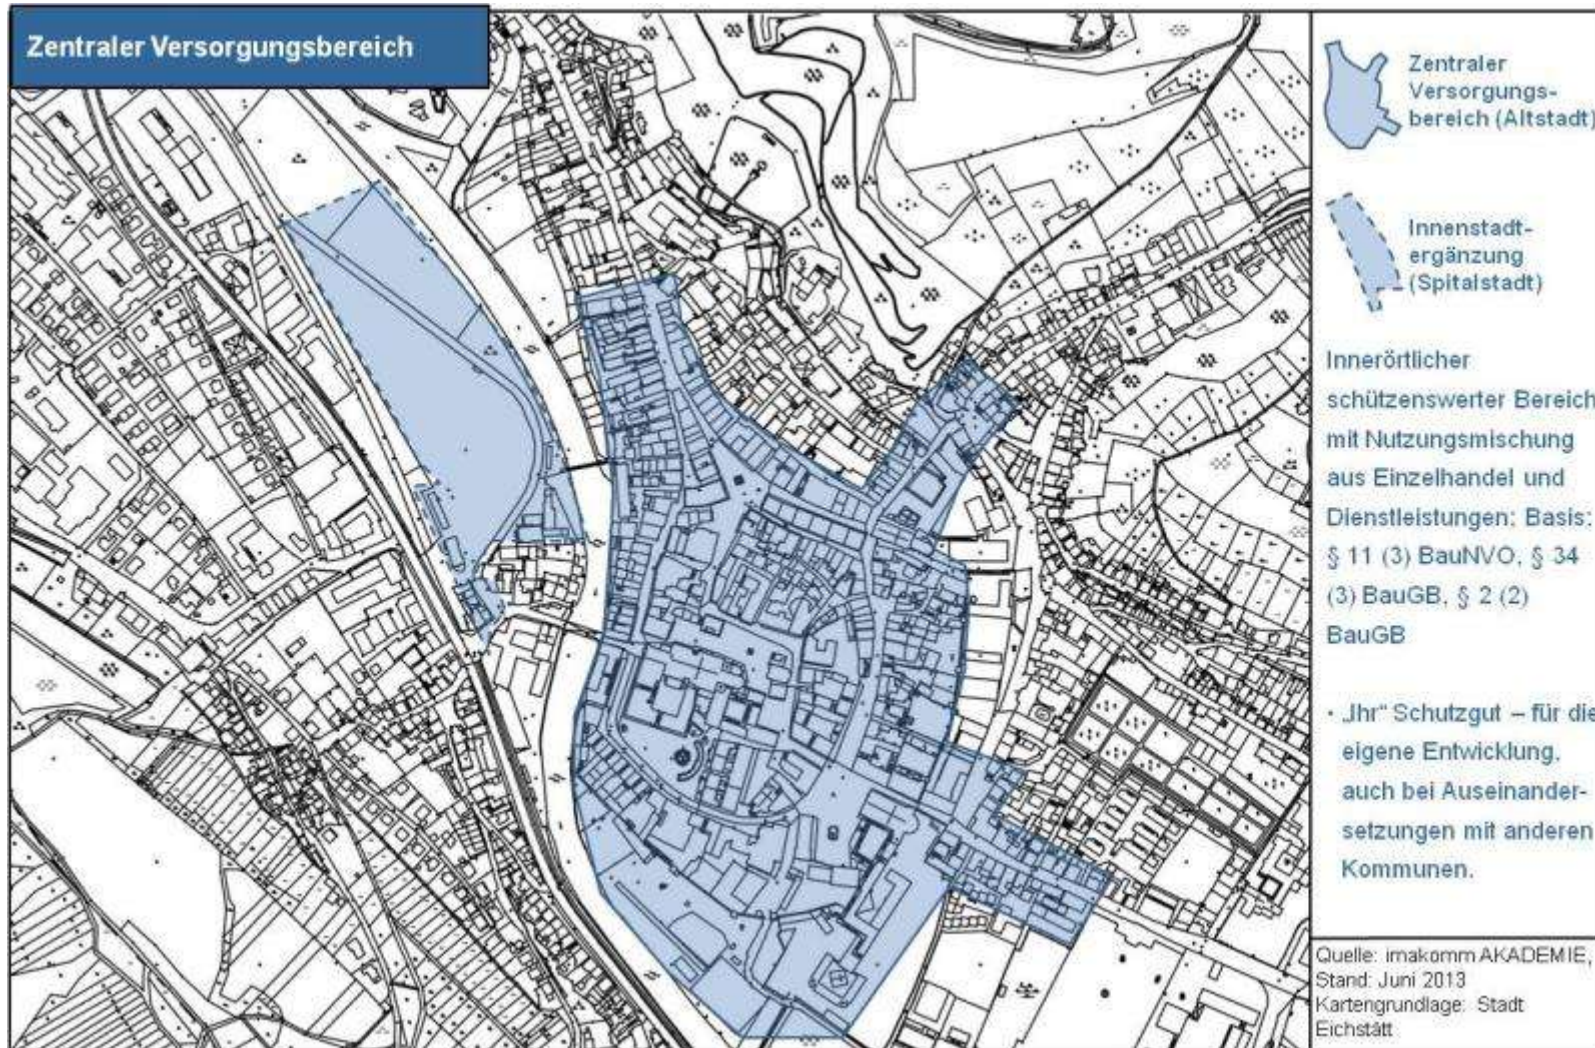 Zentraler Versorgungsbereich
Zentraler
Versorgungs-
bereich (Altstadt)
Innenstadt-
ergänzung
(Spitalstadt)
Innerörtlicher
schützenswerter Bereich
mit Nutzungsmischung
aus Einzelhandel und
Dienstleistungen; Basis:
§ 11 (3) BauNVO, § 34
(3) BauGB, § 2 (2)
BauGB
• „Ihr“ Schutzgut – für die
eigene Entwicklung,
auch bei Auseinander-
setzungen mit anderen
Kommunen.
Quelle: imakomm AKADEMIE,
Stand: Juni 2013
Kartengrundlage: Stadt
Eichstätt